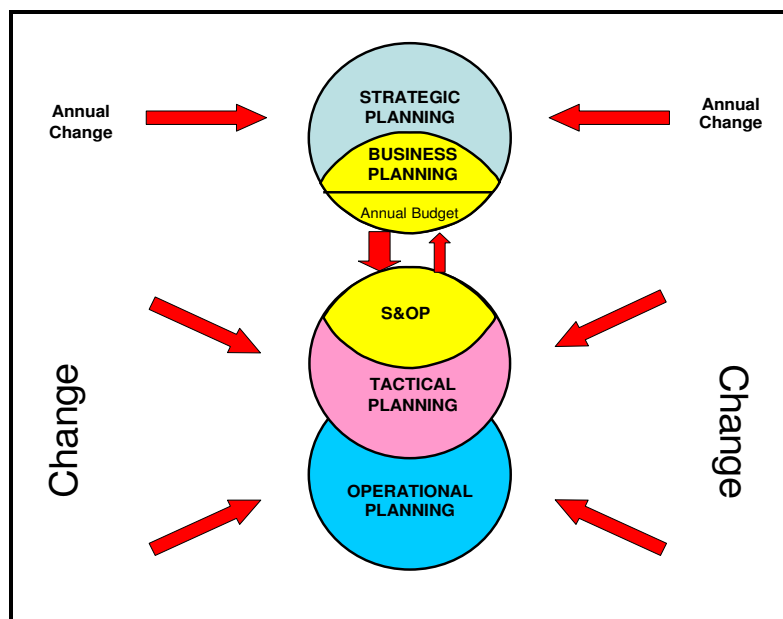 STRATEGIC
PLANNING
Annual
Change
Annual
Change
BUSINESS
PLANNING
Annual Budget
S&OP
TACTICAL
PLANNING
Change
Change
OPERATIONAL
PLANNING